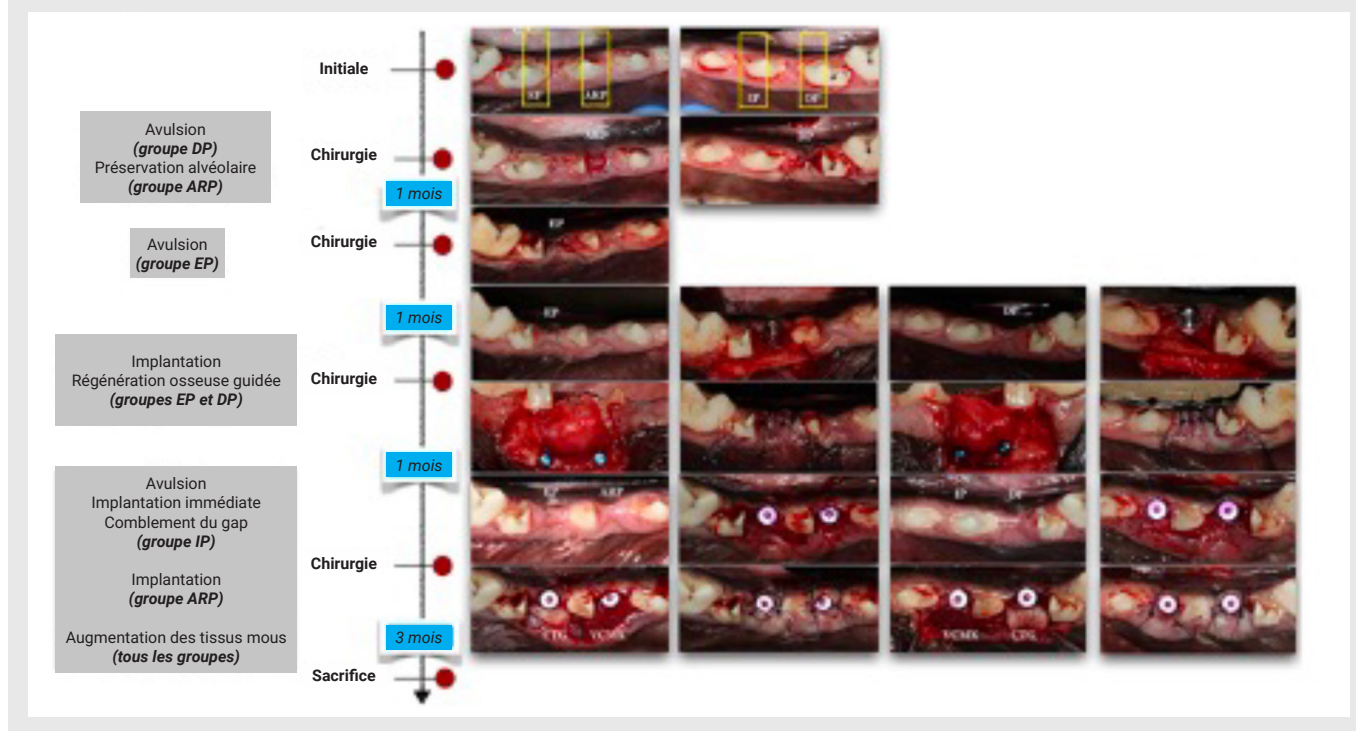 Initiale
EP
ARP
IP
DP
Avulsion
(groupe DP)
Préservation alvéolaire
(groupe ARP)
Chirurgie
1 mois
Avulsion
(groupe EP)
Chirurgie
EP
1 mois
EP
DP
Implantation
Régénération osseuse guidée
(groupes EP et DP)
Chirurgie
1 mois
Avulsion
Implantation immédiate
Comblement du gap
(groupe IP)
Implantation
(groupe ARP)
Augmentation des tissus mous
(tous les groupes)
EP
ARP
IP
DP
Chirurgie
CTG
VCMX
VCMX
CTG
3 mois
Sacrifice